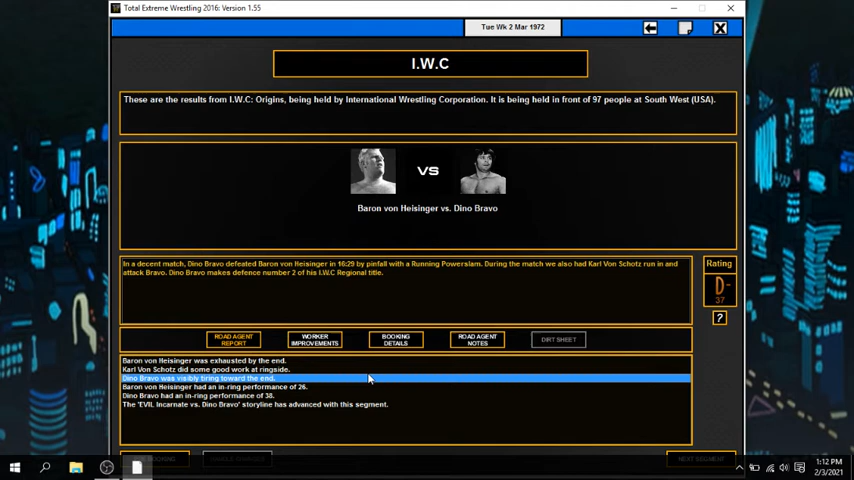 Total Extreme Wrestling 2016: Version 1.55
Tue Wk 2 Mar 1972
I.W.C
These are the results from I.W.C: Origins, being held by International Wrestling Corporation. It is being held in front of 97 people at South West (USA).
VS
Baron von Heisinger vs. Dino Bravo
In a decent match, Dino Bravo defeated Baron von Heisinger in 16:29 by pinfall with a Running Powerslam. During the match we also had Karl Von Schotz run in and
attack Bravo. Dino Bravo makes defence number 2 of his I.W.C Regional title.
Rating
D-
37
?
ROAD AGENT REPORT
WORKER IMPROVEMENTS
BOOKING DETAILS
ROAD AGENT NOTES
DIRT SHEET
Baron von Heisinger was exhausted by the end.
Karl Von Schotz did some good work at ringside.
Dino Bravo was visibly tiring toward the end.
Baron von Heisinger had an in-ring performance of 26.
Dino Bravo had an in-ring performance of 38.
The 'EVIL Incarnate vs. Dino Bravo' storyline has advanced with this segment.
NEXT SEGMENT
1:12 PM
2/3/2021